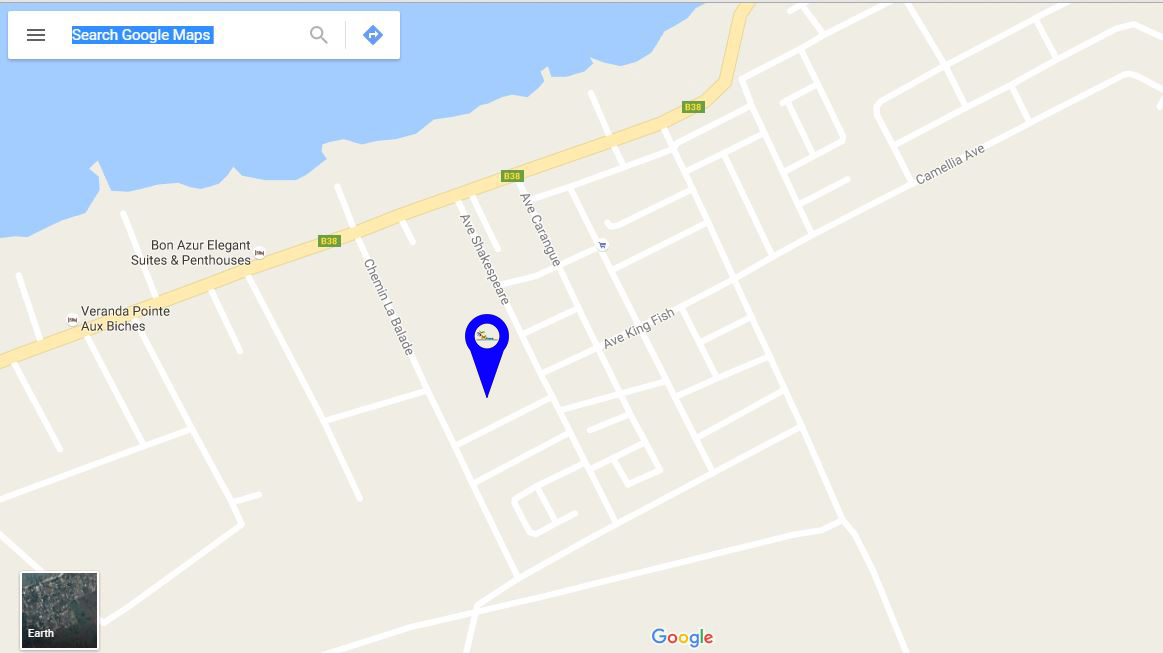 Search Google Maps
B38
B38
Camellia Ave
B38
Ave Carangue
Ave Shakespeare
Bon Azur Elegant
Suites & Penthouses
Chemin La Balade
Veranda Pointe
Aux Biches
Ave King Fish
Earth
Google